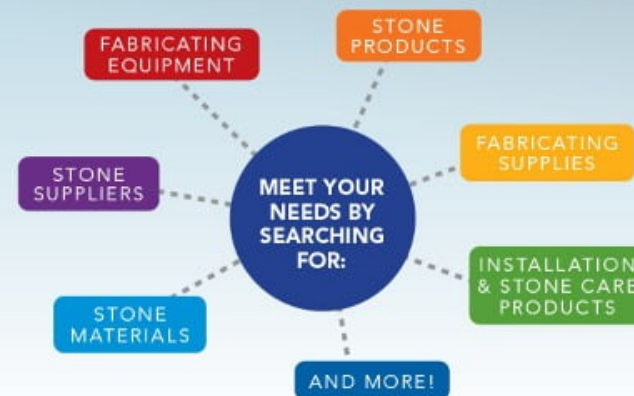 STONE
PRODUCTS
FABRICATING
EQUIPMENT
FABRICATING
SUPPLIES
STONE
SUPPLIERS
MEET YOUR
NEEDS BY
SEARCHING
FOR:
INSTALLATION
& STONE CARE
PRODUCTS
STONE
MATERIALS
AND MORE!